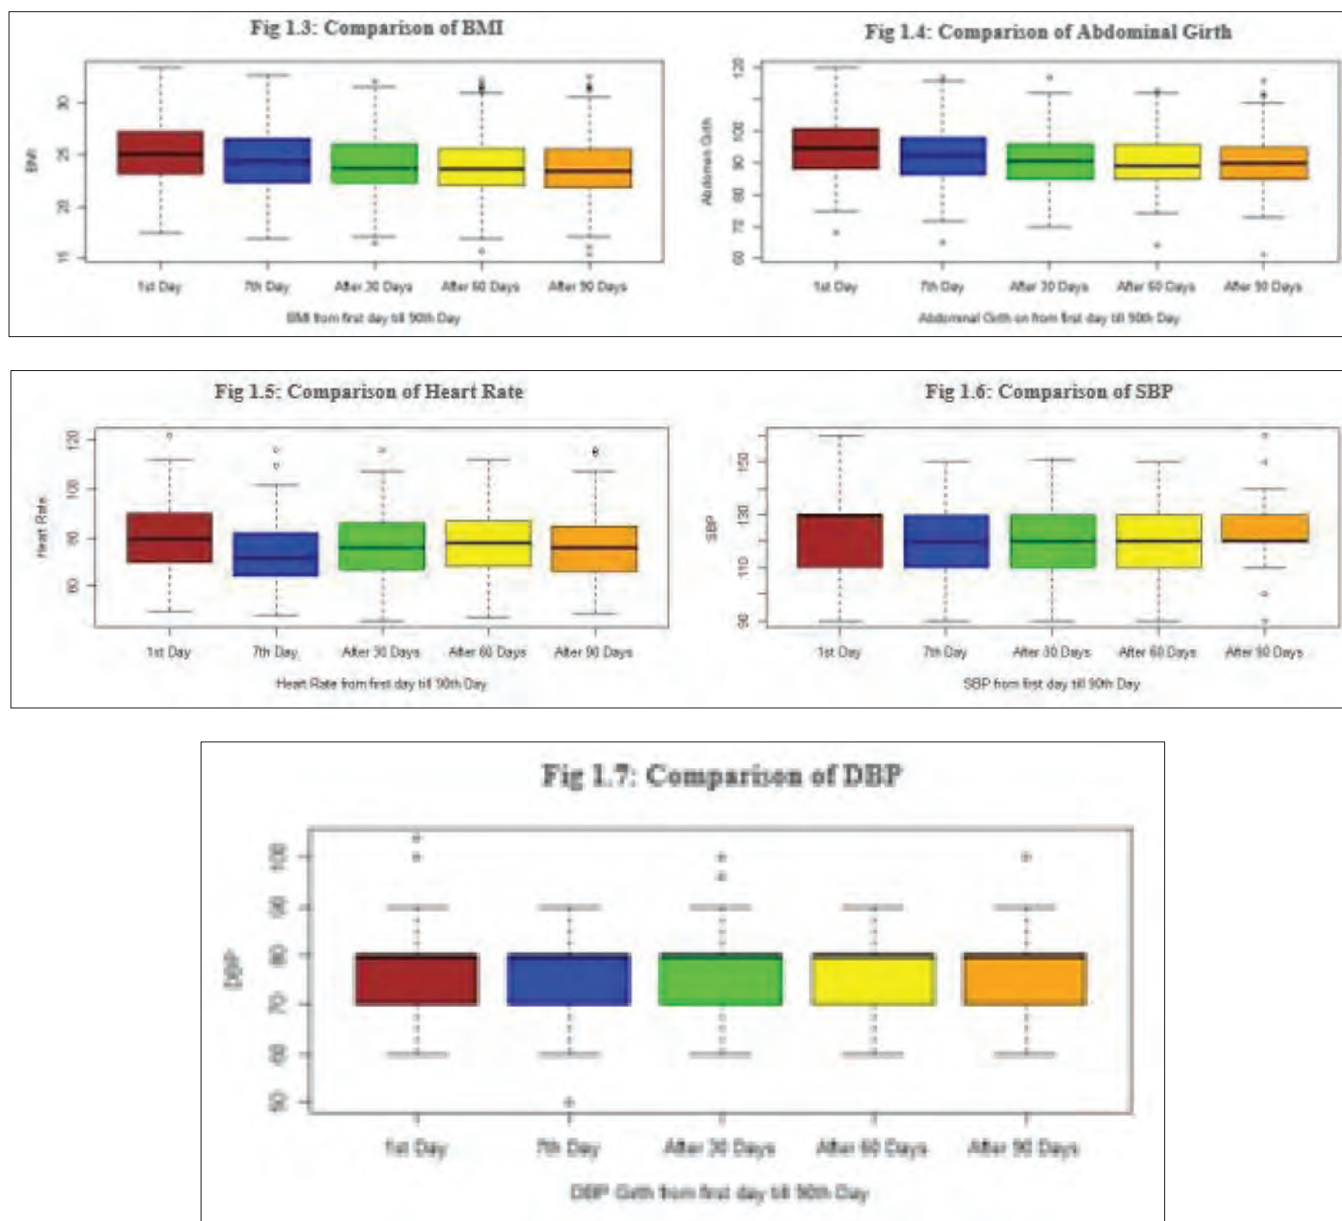 Fig 1.3: Comparison of BMI
BMI
30
25
20
15
1st Day 7th Day After 30 Days After 60 Days After 90 Days
BMI from first day till 90th Day
Fig 1.4: Comparison of Abdominal Girth
Abdomen Girth
120
100
90
80
70
60
1st Day 7th Day After 30 Days After 60 Days After 90 Days
Abdominal Girth on from first day till 90th Day
Fig 1.5: Comparison of Heart Rate
Heart Rate
120
100
80
60
1st Day 7th Day After 30 Days After 60 Days After 90 Days
Heart Rate from first day till 90th Day
Fig 1.6: Comparison of SBP
SBP
150
130
110
90
1st Day 7th Day After 30 Days After 60 Days After 90 Days
SBP from first day till 90th Day
Fig 1.7: Comparison of DBP
DBP
100
90
80
70
60
50
1st Day 7th Day After 30 Days After 60 Days After 90 Days
DBP Girth from first day till 90th Day